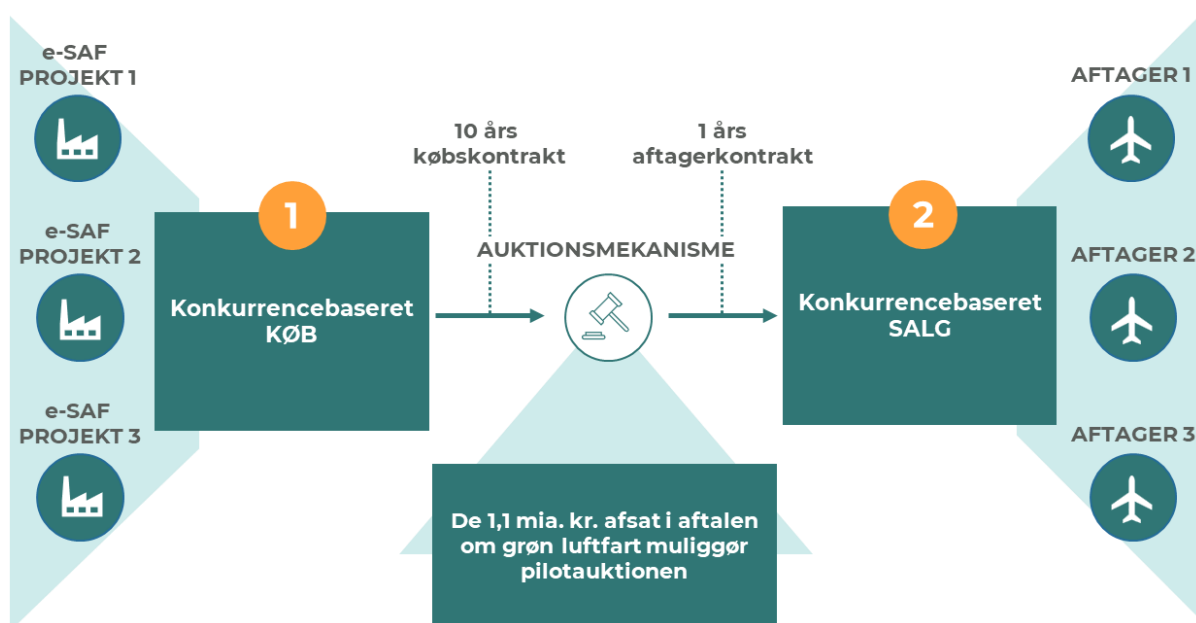 e-SAF
PROJEKT 1
e-SAF
PROJEKT 2
e-SAF
PROJEKT 3
1
Konkurrencebaseret
KØB
10 års
købskontrakt
AUKTIONSMEKANISME
1 års
aftagerkontrakt
De 1,1 mia. kr. afsat i aftalen
om grøn luftfart muliggør
pilotauktionen
2
Konkurrencebaseret
SALG
AFTAGER 1
AFTAGER 2
AFTAGER 3